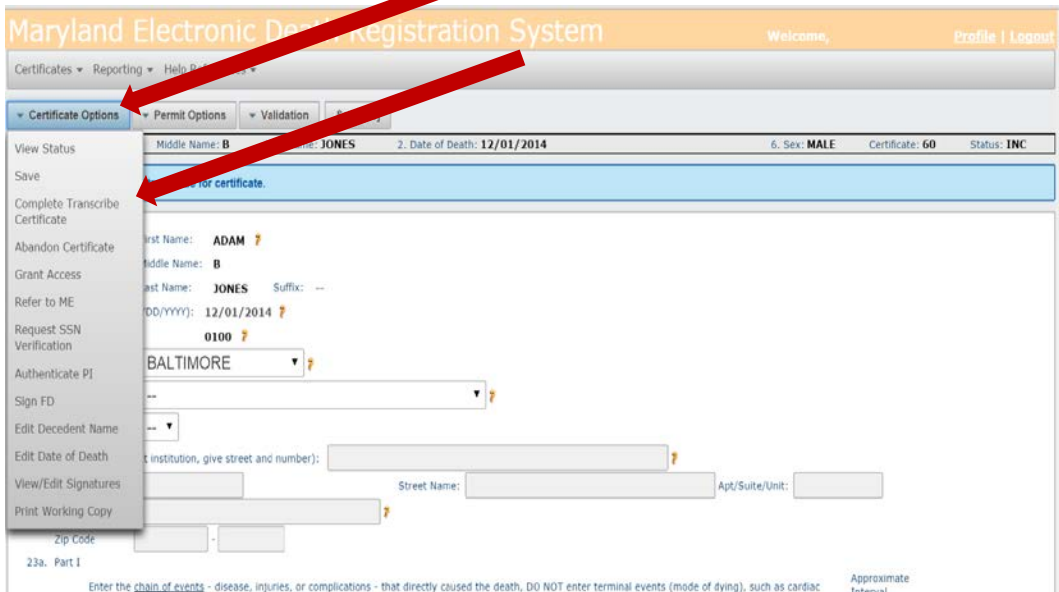 Maryland Electronic Death Registration System Welcome, Profile | Logout
Certificates Reporting Help
Certificate Options Permit Options Validation
Middle Name: B JONES 2. Date of Death: 12/01/2014 6. Sex: MALE Certificate: 60 Status: INC
View Status
Save
for certificate.
Complete Transcribe
Certificate
Abandon Certificate
Grant Access
Refer to ME
Request SSN
Verification
Authenticate PI
Sign FD
Edit Decedent Name
Edit Date of Death
View/Edit Signatures
Print Working Copy
Name: ADAM ?
Name: B
Name: JONES Suffix: --
/DD/YYYY): 12/01/2014 ?
0100 ?
BALTIMORE ?
-- ?
--
institution, give street and number): ?
Street Name: Apt/Suite/Unit:
?
Zip Code -
23a. Part I
Enter the chain of events - disease, injuries, or complications - that directly caused the death, DO NOT enter terminal events (mode of dying), such as cardiac
Approximate
Interval